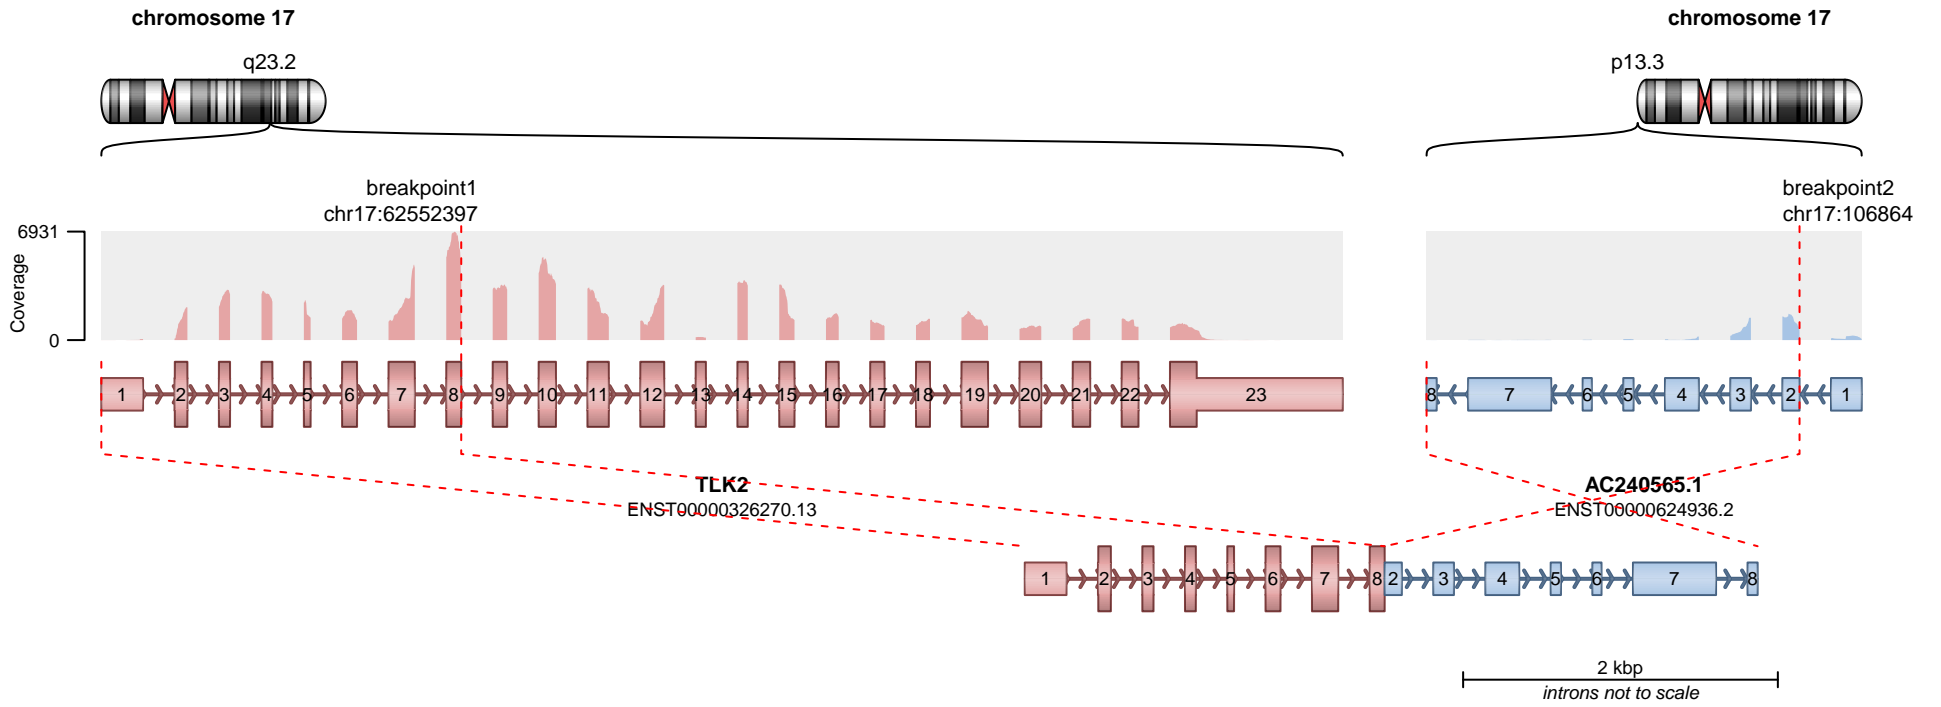 chromosome 17
chromosome 17
q23.2
p13.3
breakpoint1
chr17:62552397
breakpoint2
chr17:106864
6931
0
Coverage
1 2 3 4 5 6 7 8 9 10 11 12 13 14 15 16 17 18 19 20 21 22 23
8 7 6 5 4 3 2 1
TLK2
ENST00000326270.13
AC240565.1
ENST00000624936.2
1 2 3 4 5 6 7 8 2 3 4 5 6 7 8
2 kbp
introns not to scale